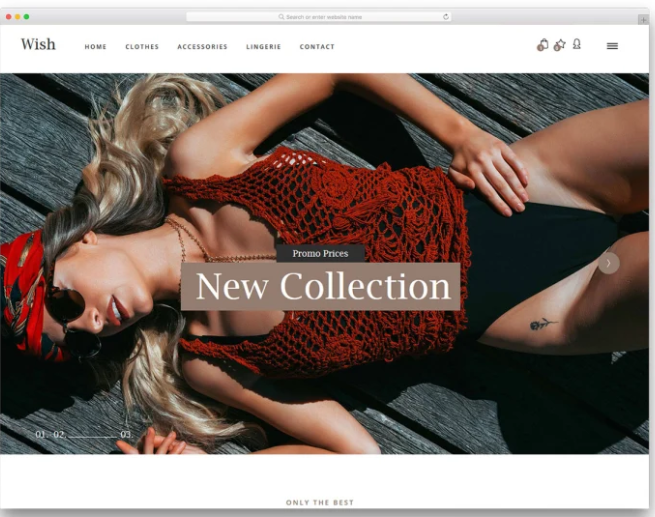 Search or enter website name
Wish
HOME CLOTHES ACCESSORIES LINGERIE CONTACT
Promo Prices
New Collection
01. 02. 03.
ONLY THE BEST